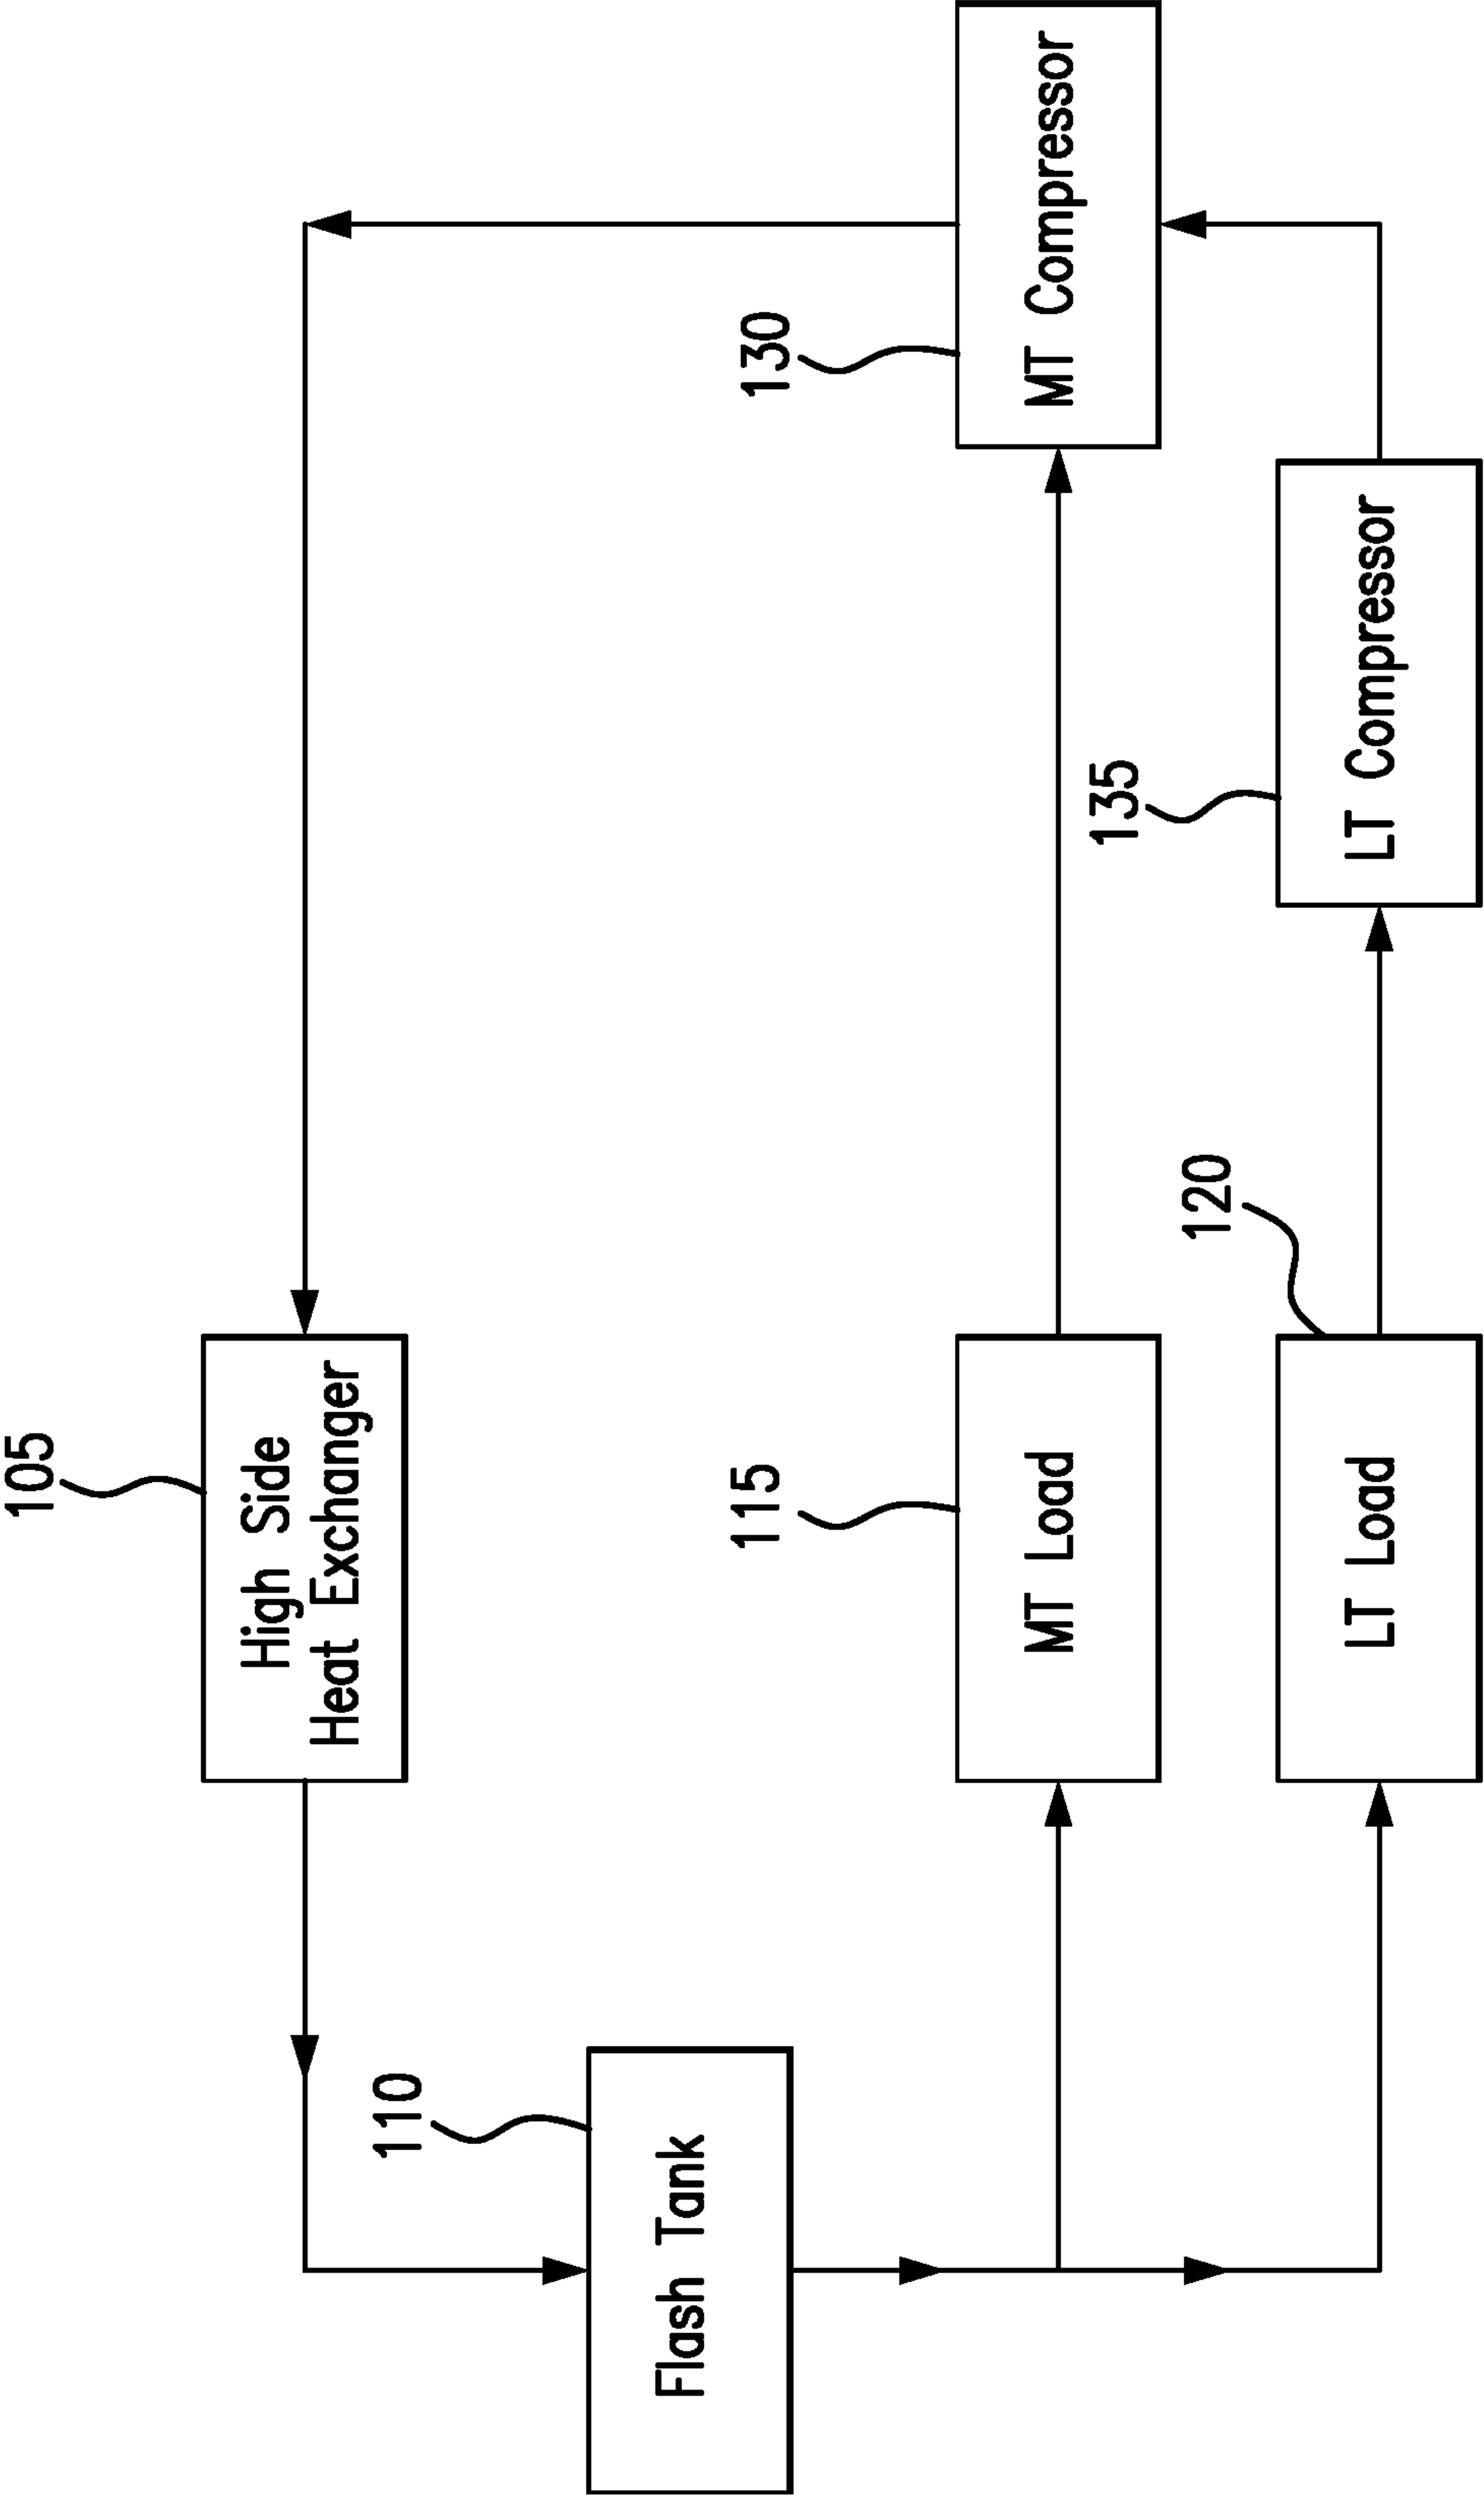 105
High Side
Heat Exchanger
110
Flash Tank
115
MT Load
130
MT Compressor
120
LT Load
135
LT Compressor